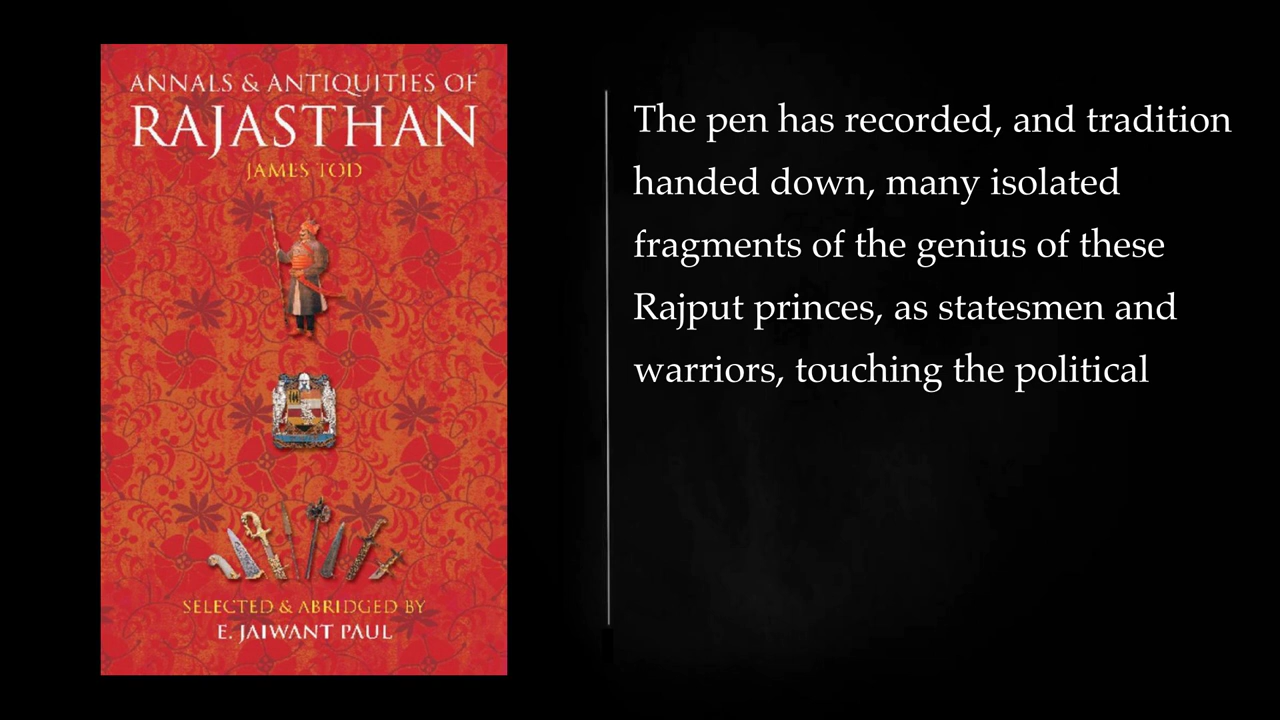 ANNALS & ANTIQUITIES OF
RAJASTHAN
JAMES TOD
SELECTED & ABRIDGED BY
E. JAIWANT PAUL
The pen has recorded, and tradition
handed down, many isolated
fragments of the genius of these
Rajput princes, as statesmen and
warriors, touching the political